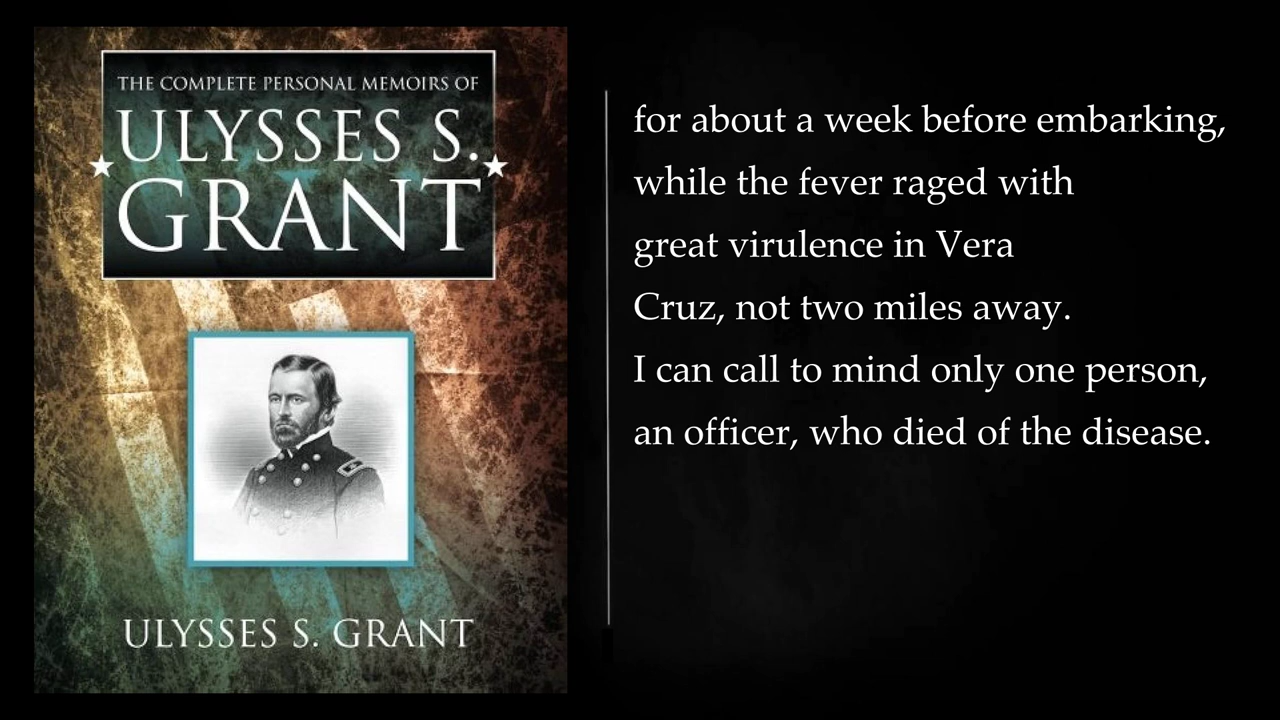 THE COMPLETE PERSONAL MEMOIRS OF
ULYSSES S.
GRANT
ULYSSES S. GRANT
for about a week before embarking,
while the fever raged with
great virulence in Vera
Cruz, not two miles away.
I can call to mind only one person,
an officer, who died of the disease.